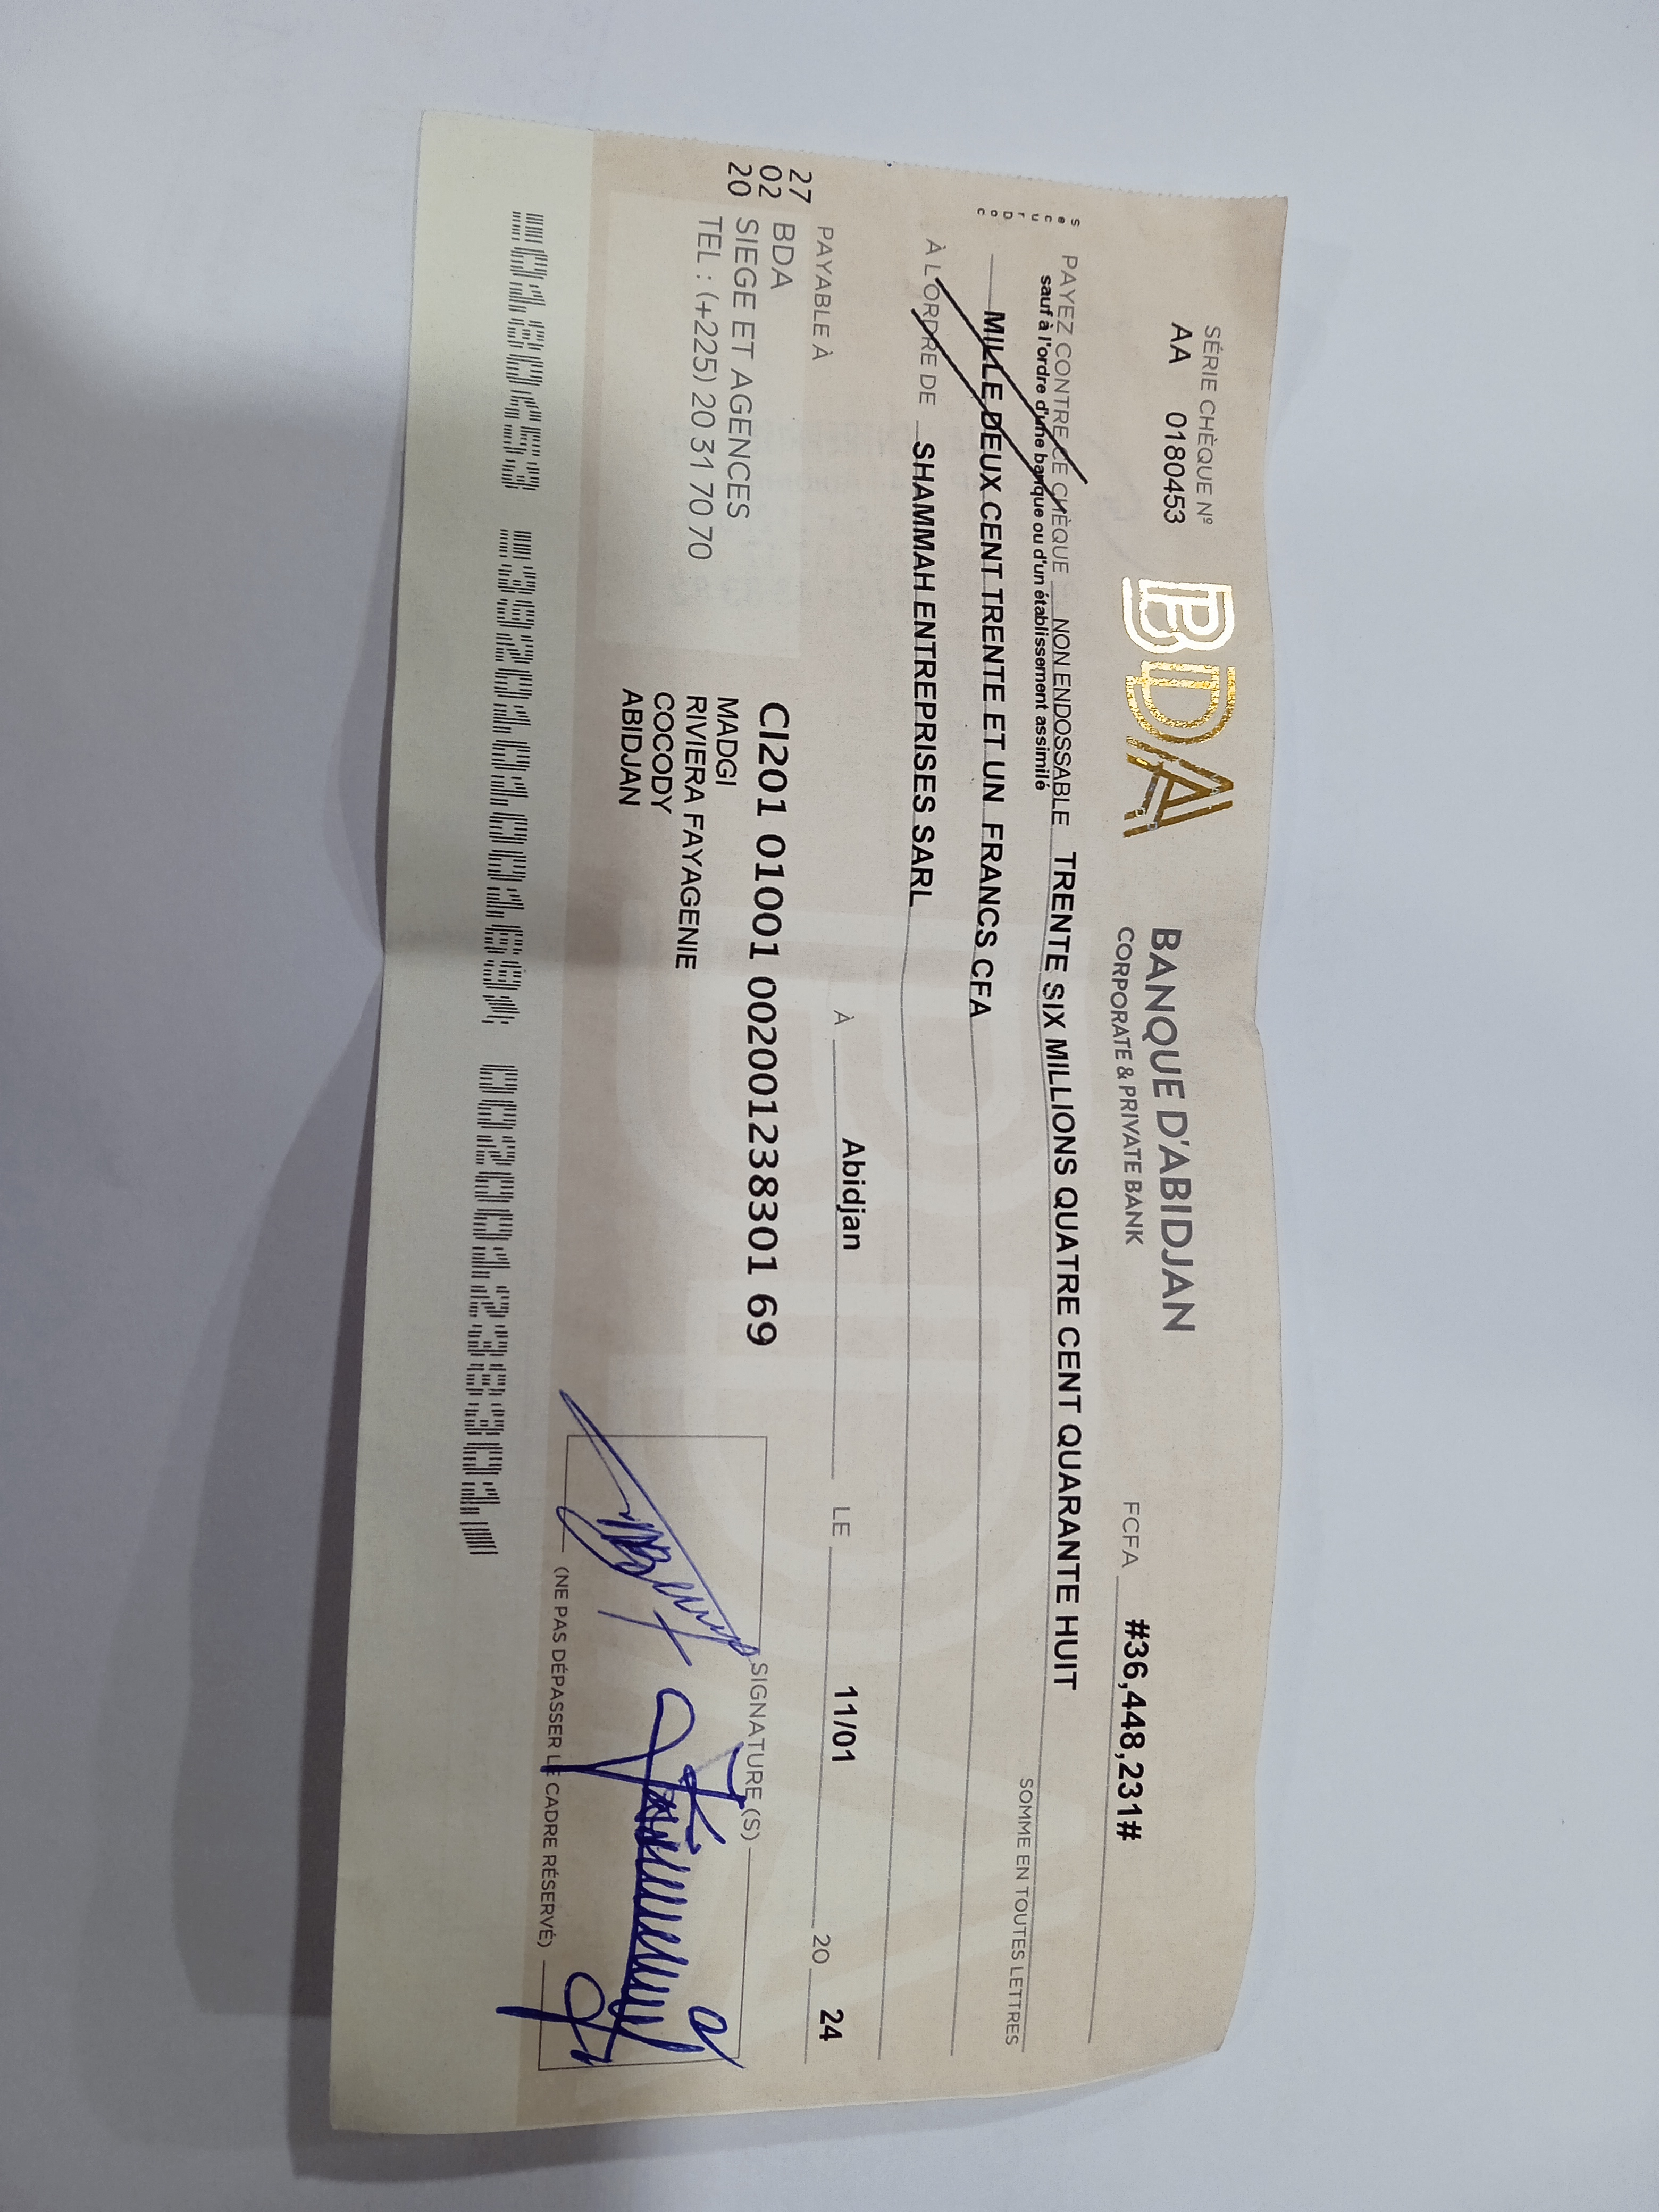 SÉRIE CHÈQUE Nº
AA 0180453
BDA
BANQUE D'ABIDJAN
CORPORATE & PRIVATE BANK
FCFA #36,448,231#
PAYEZ CONTRE CE CHÈQUE NON ENDOSSABLE TRENTE SIX MILLIONS QUATRE CENT QUARANTE HUIT
sauf à l'ordre d'une banque ou d'un établissement assimilé
SOMME EN TOUTES LETTRES
MILLE DEUX CENT TRENTE ET UN FRANCS CFA
À L'ORDRE DE SHAMMAH ENTREPRISES SARL
À Abidjan LE 11/01 20 24
PAYABLE À
27
02
20
BDA
SIEGE ET AGENCES
TEL : (+225) 20 31 70 70
CI201 01001 002001238301 69
MADGI
RIVIERA FAYAGENIE
COCODY
ABIDJAN
SIGNATURE (S)
(NE PAS DÉPASSER LE CADRE RÉSERVÉ)